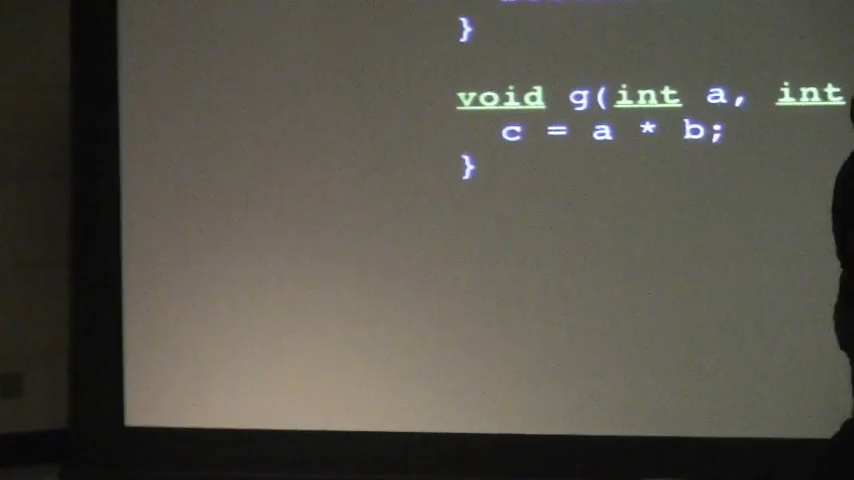 }
void g(int a, int
c = a * b;
}